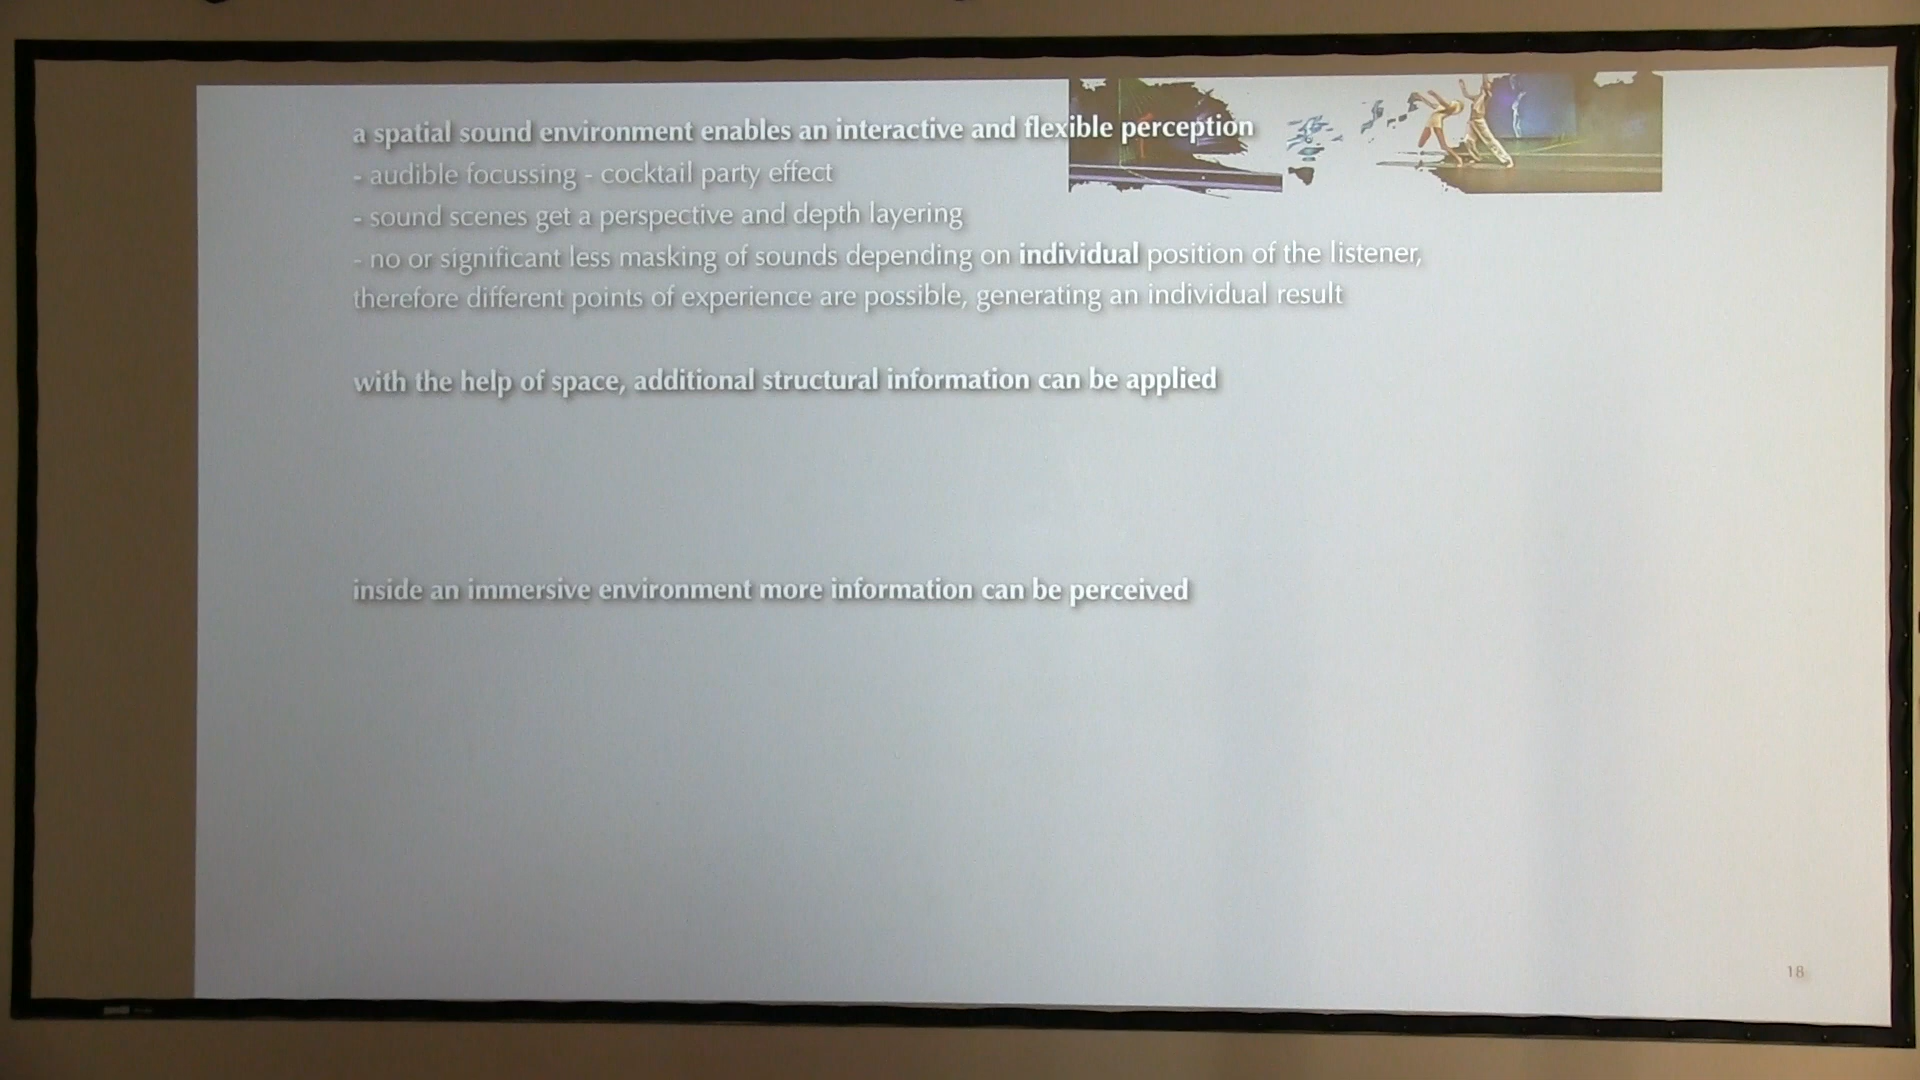 a spatial sound environment enables an interactive and flexible perception
- audible focussing - cocktail party effect
- sound scenes get a perspective and depth layering
- no or significant less masking of sounds depending on individual position of the listener,
therefore different points of experience are possible, generating an individual result
with the help of space, additional structural information can be applied
inside an immersive environment more information can be perceived
18